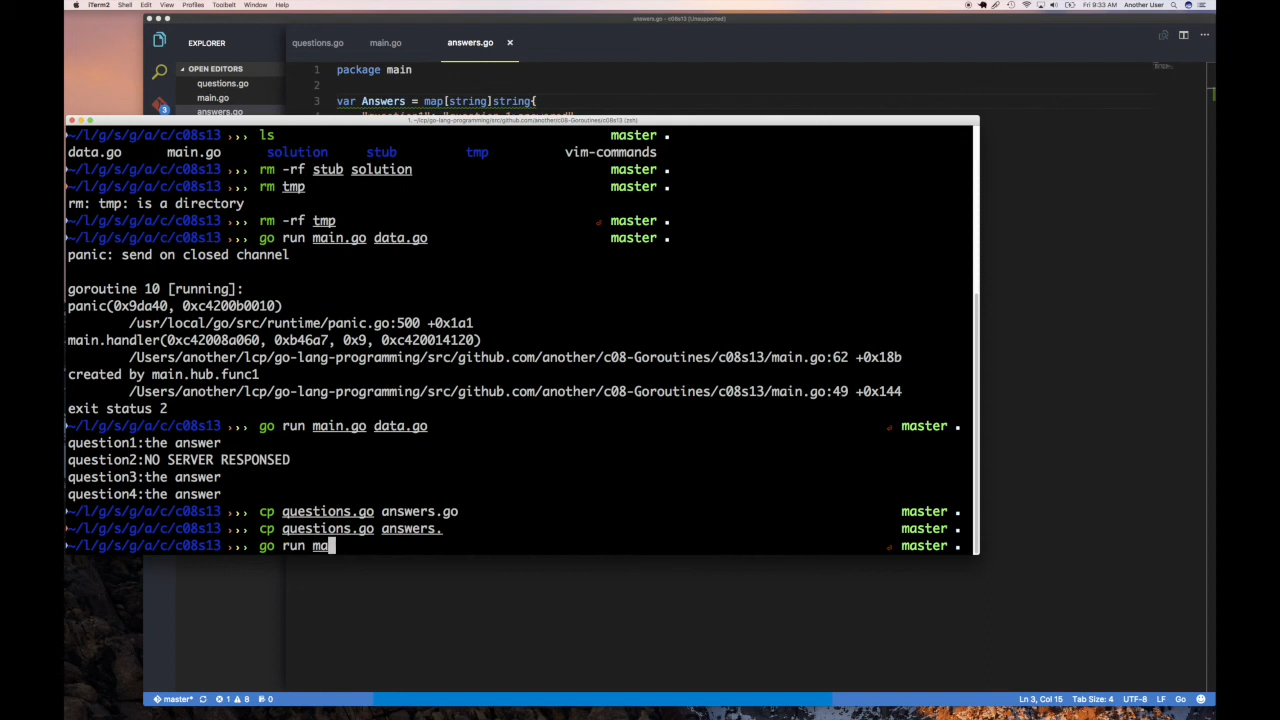 iTerm2 Shell Edit View Profiles Toolbelt Window Help Fri 9:33 AM Another User
answers.go - c08s13 [Unsupported]
EXPLORER questions.go main.go answers.go
OPEN EDITORS 1 package main
questions.go 2
main.go 3 var Answers = map[string]string{
answers.go
3
1. ~/lcp/go-lang-programming/src/github.com/another/c08-Goroutines/c08s13 (zsh)
~/l/g/s/g/a/c/c08s13 ››› ls master .
data.go main.go solution stub tmp vim-commands
~/l/g/s/g/a/c/c08s13 ››› rm -rf stub solution master .
~/l/g/s/g/a/c/c08s13 ››› rm tmp master .
rm: tmp: is a directory
~/l/g/s/g/a/c/c08s13 ››› rm -rf tmp ⏎ master .
~/l/g/s/g/a/c/c08s13 ››› go run main.go data.go master .
panic: send on closed channel
goroutine 10 [running]:
panic(0x9da40, 0xc4200b0010)
/usr/local/go/src/runtime/panic.go:500 +0x1a1
main.handler(0xc42008a060, 0xb46a7, 0x9, 0xc420014120)
/Users/another/lcp/go-lang-programming/src/github.com/another/c08-Goroutines/c08s13/main.go:62 +0x18b
created by main.hub.func1
/Users/another/lcp/go-lang-programming/src/github.com/another/c08-Goroutines/c08s13/main.go:49 +0x144
exit status 2
~/l/g/s/g/a/c/c08s13 ››› go run main.go data.go ⏎ master .
question1:the answer
question2:NO SERVER RESPONSED
question3:the answer
question4:the answer
~/l/g/s/g/a/c/c08s13 ››› cp questions.go answers.go master .
~/l/g/s/g/a/c/c08s13 ››› cp questions.go answers. master .
~/l/g/s/g/a/c/c08s13 ››› go run ma ⏎ master .
master* 1 8 0 Ln 3, Col 15 Tab Size: 4 UTF-8 LF Go